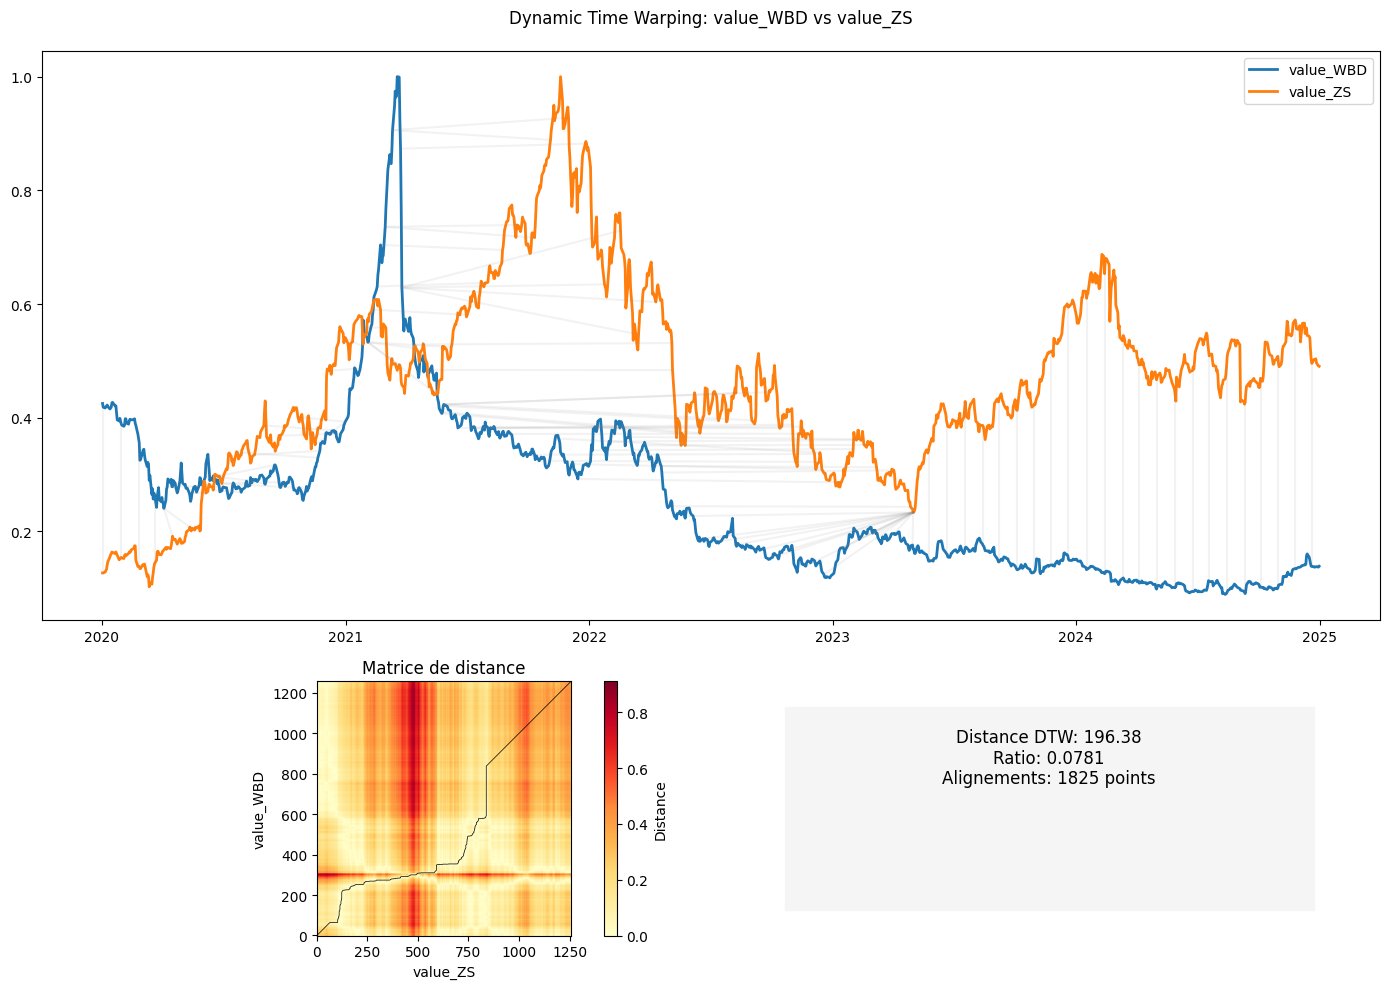 Dynamic Time Warping: value_WBD vs value_ZS
value_WBD
value_ZS
1.0
0.8
0.6
0.4
0.2
2020 2021 2022 2023 2024 2025
Matrice de distance
1200
1000
800
600
400
200
0
value_WBD
0 250 500 750 1000 1250
value_ZS
0.8
0.6
0.4
0.2
0.0
Distance
Distance DTW: 196.38
Ratio: 0.0781
Alignements: 1825 points